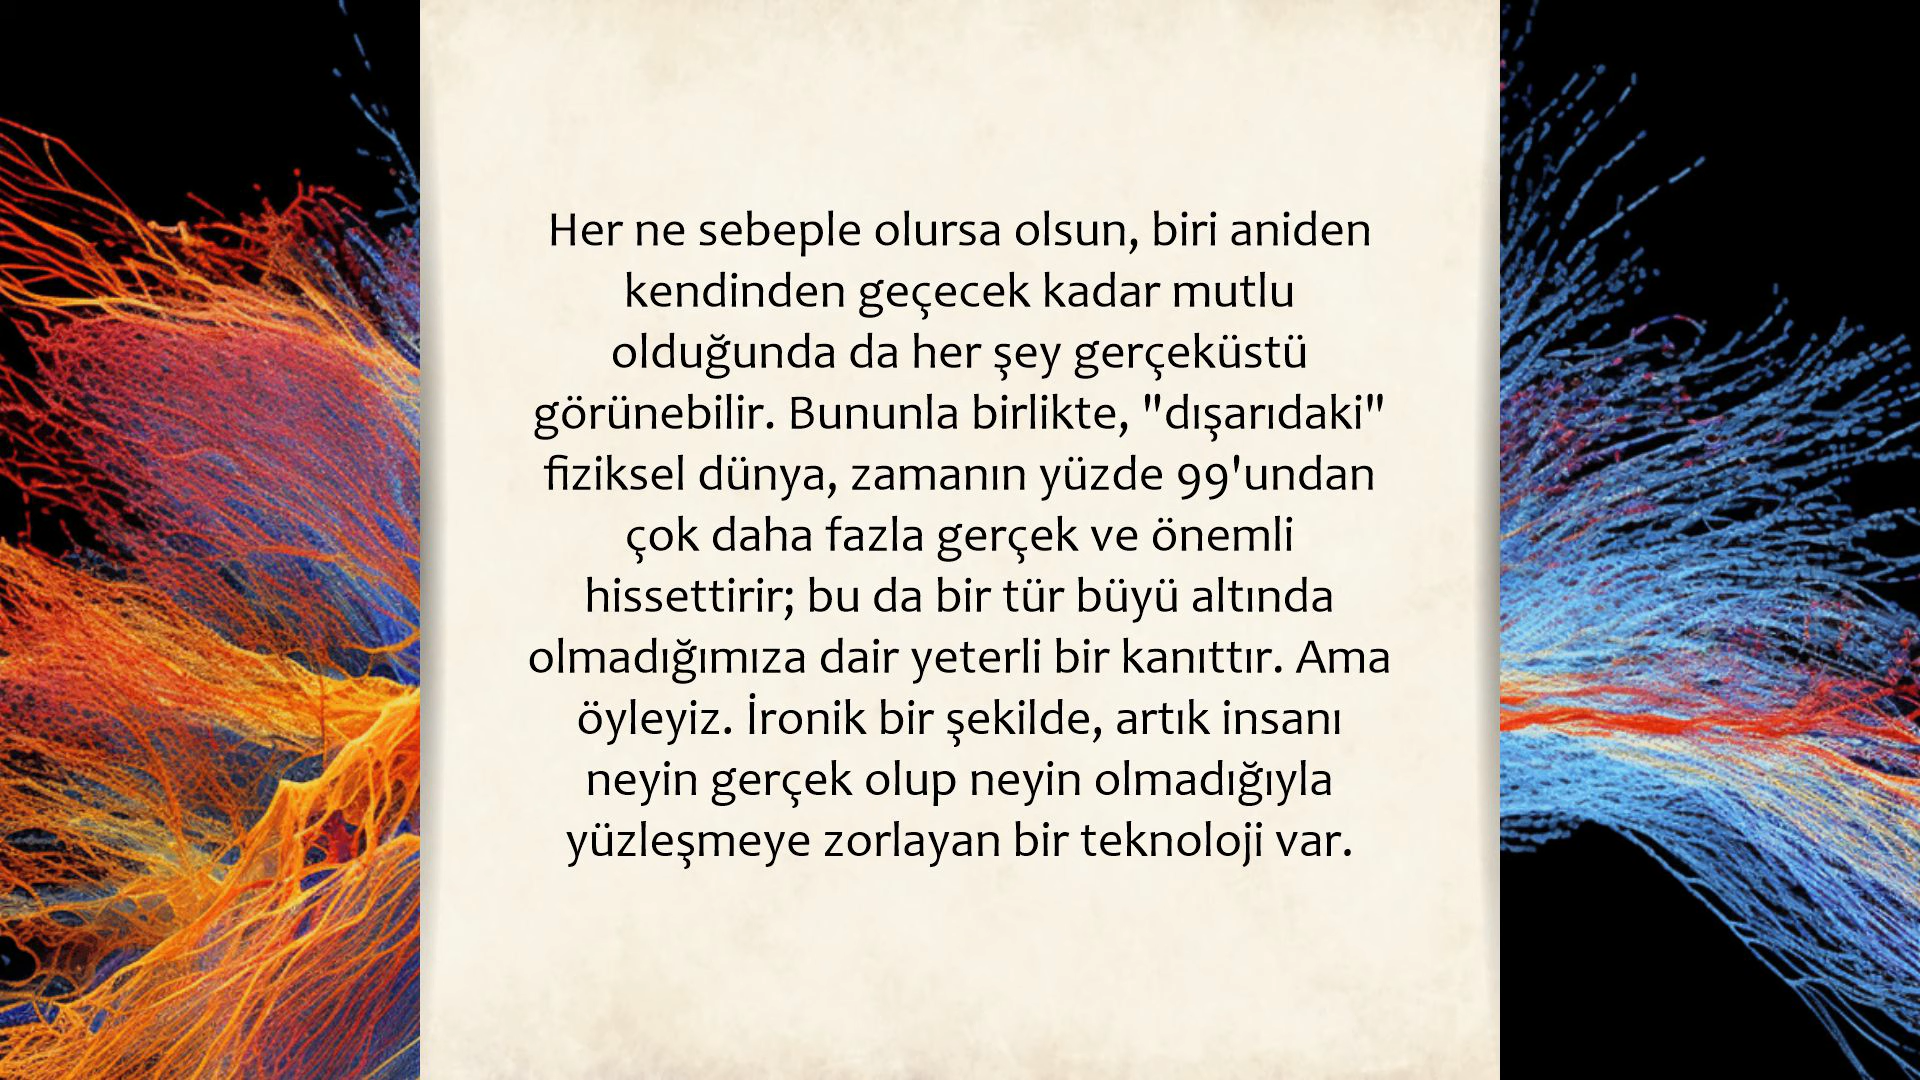 Her ne sebeple olursa olsun, biri aniden
kendinden geçecek kadar mutlu
olduğunda da her şey gerçeküstü
görünebilir. Bununla birlikte, "dışarıdaki"
fiziksel dünya, zamanın yüzde 99'undan
çok daha fazla gerçek ve önemli
hissettirir; bu da bir tür büyü altında
olmadığımıza dair yeterli bir kanıttır. Ama
öyleyiz. İronik bir şekilde, artık insanı
neyin gerçek olup neyin olmadığıyla
yüzleşmeye zorlayan bir teknoloji var.